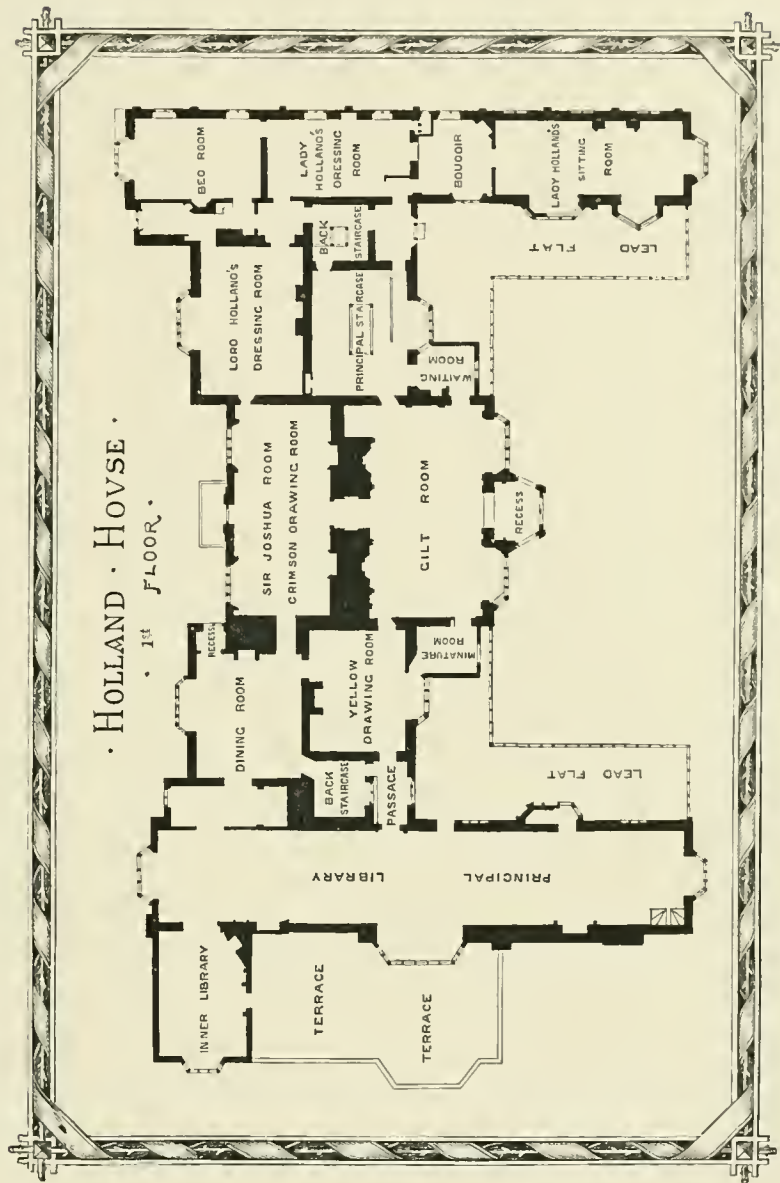 · HOLLAND · HOVSE ·
· 1st FLOOR ·
INNER LIBRARY
TERRACE
TERRACE
PRINCIPAL LIBRARY
DINING ROOM
RECESS
BACK
STAIRCASE
PASSAGE
YELLOW
DRAWING ROOM
MINATURE
ROOM
LEAD FLAT
SIR JOSHUA ROOM
CRIMSON DRAWING ROOM
GILT ROOM
RECESS
LORD HOLLAND'S
DRESSING ROOM
PRINCIPAL STAIRCASE
WAITING
ROOM
BACK
STAIRCASE
BED ROOM
LADY
HOLLAND'S
DRESSING
ROOM
BOUDOIR
LADY HOLLAND'S
SITTING
ROOM
LEAD FLAT